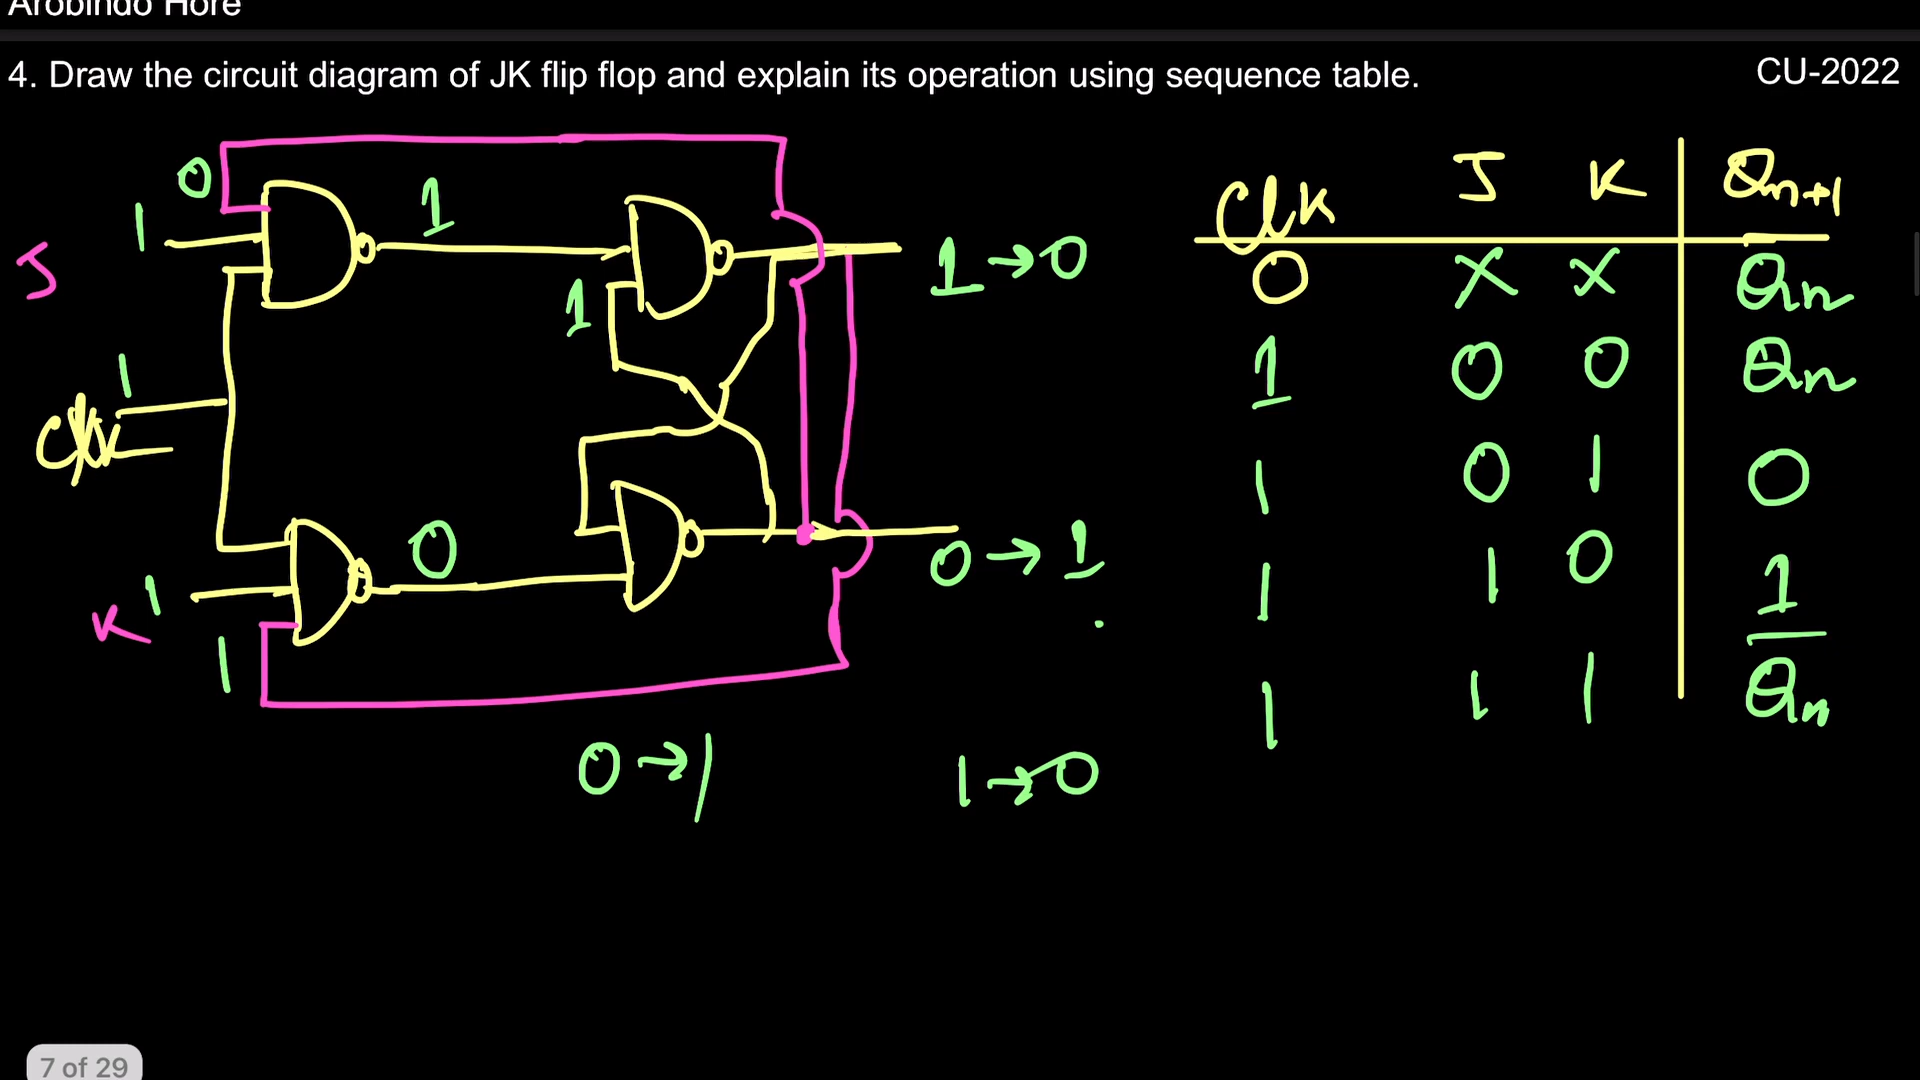 Arobindo Hore
4. Draw the circuit diagram of JK flip flop and explain its operation using sequence table. CU-2022
0
1
J
1
1
1→0
1
Clk
0
0→1
K 1
1
0→1
1→0
Clk J K Qn+1
0 X X Qn
1 0 0 Qn
1 0 1 0
1 1 0 1
1 1 1 Q̅n
7 of 29